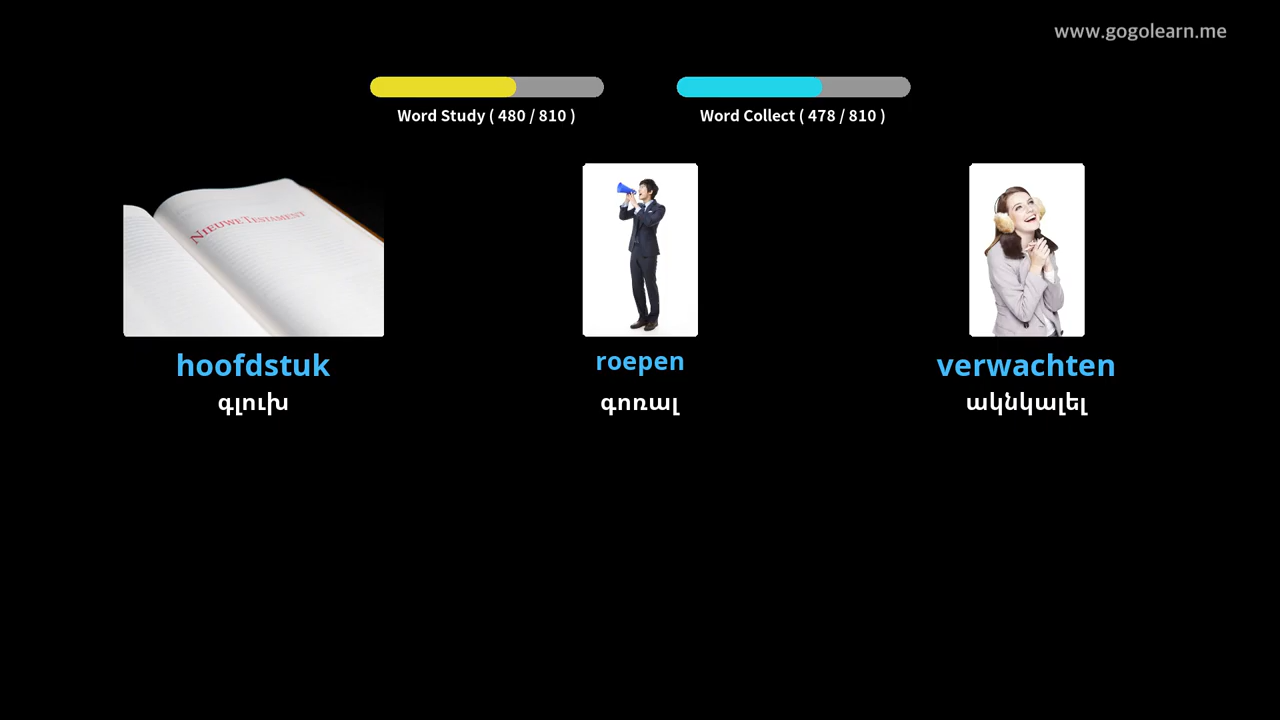 www.gogolearn.me
Word Study ( 480 / 810 )
Word Collect ( 478 / 810 )
NIEUWE TESTAMENT
hoofdstuk
roepen
verwachten
գլուխ
գոռալ
ակնկալել